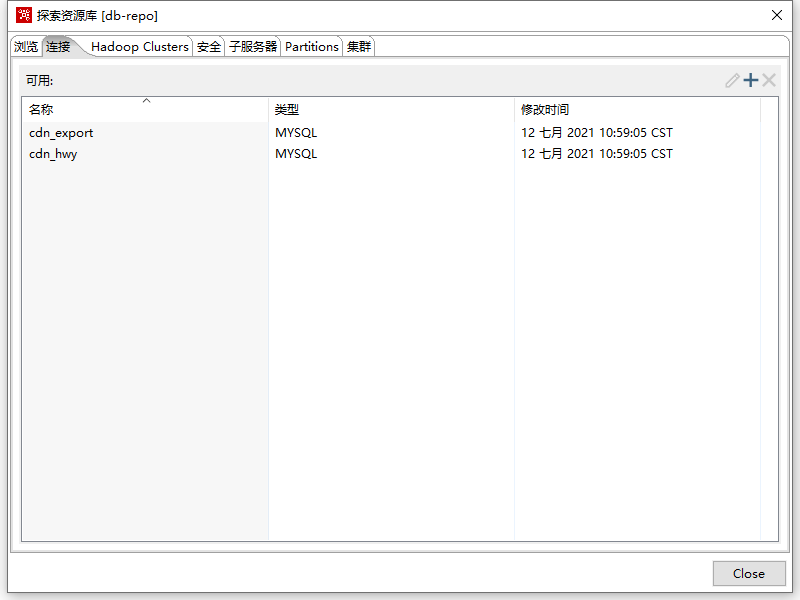 探索资源库 [db-repo]
浏览 连接 Hadoop Clusters 安全 子服务器 Partitions 集群
可用:
名称 类型 修改时间
cdn_export MYSQL 12 七月 2021 10:59:05 CST
cdn_hwy MYSQL 12 七月 2021 10:59:05 CST
Close